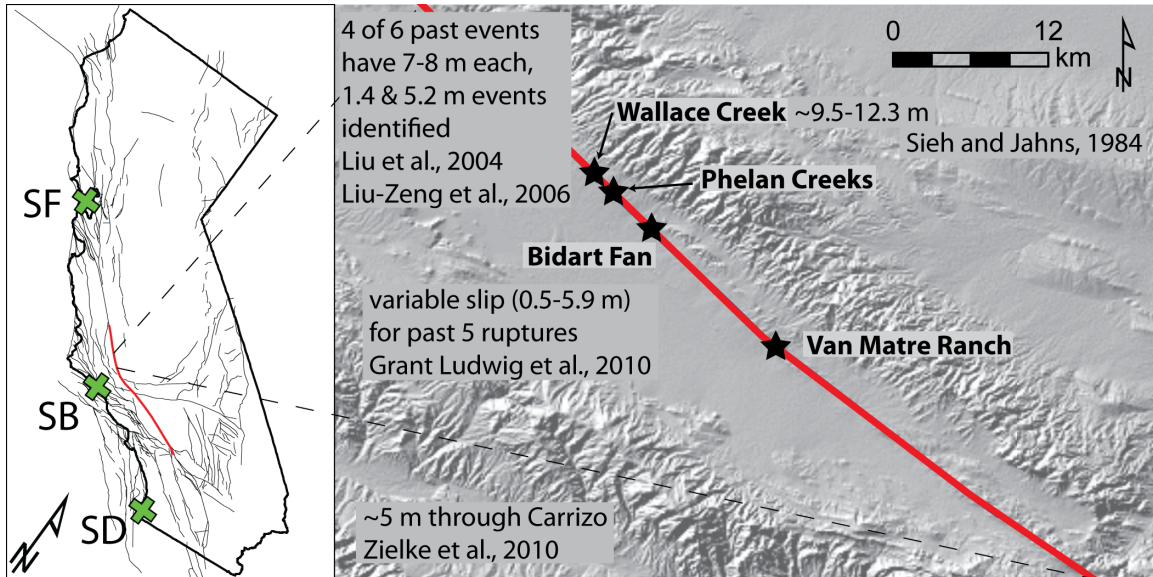 SF
SB
SD
N
4 of 6 past events
have 7-8 m each,
1.4 & 5.2 m events
identified
Liu et al., 2004
Liu-Zeng et al., 2006
0 12
km
N
Wallace Creek ~9.5-12.3 m
Sieh and Jahns, 1984
Phelan Creeks
Bidart Fan
variable slip (0.5-5.9 m)
for past 5 ruptures
Grant Ludwig et al., 2010
Van Matre Ranch
~5 m through Carrizo
Zielke et al., 2010